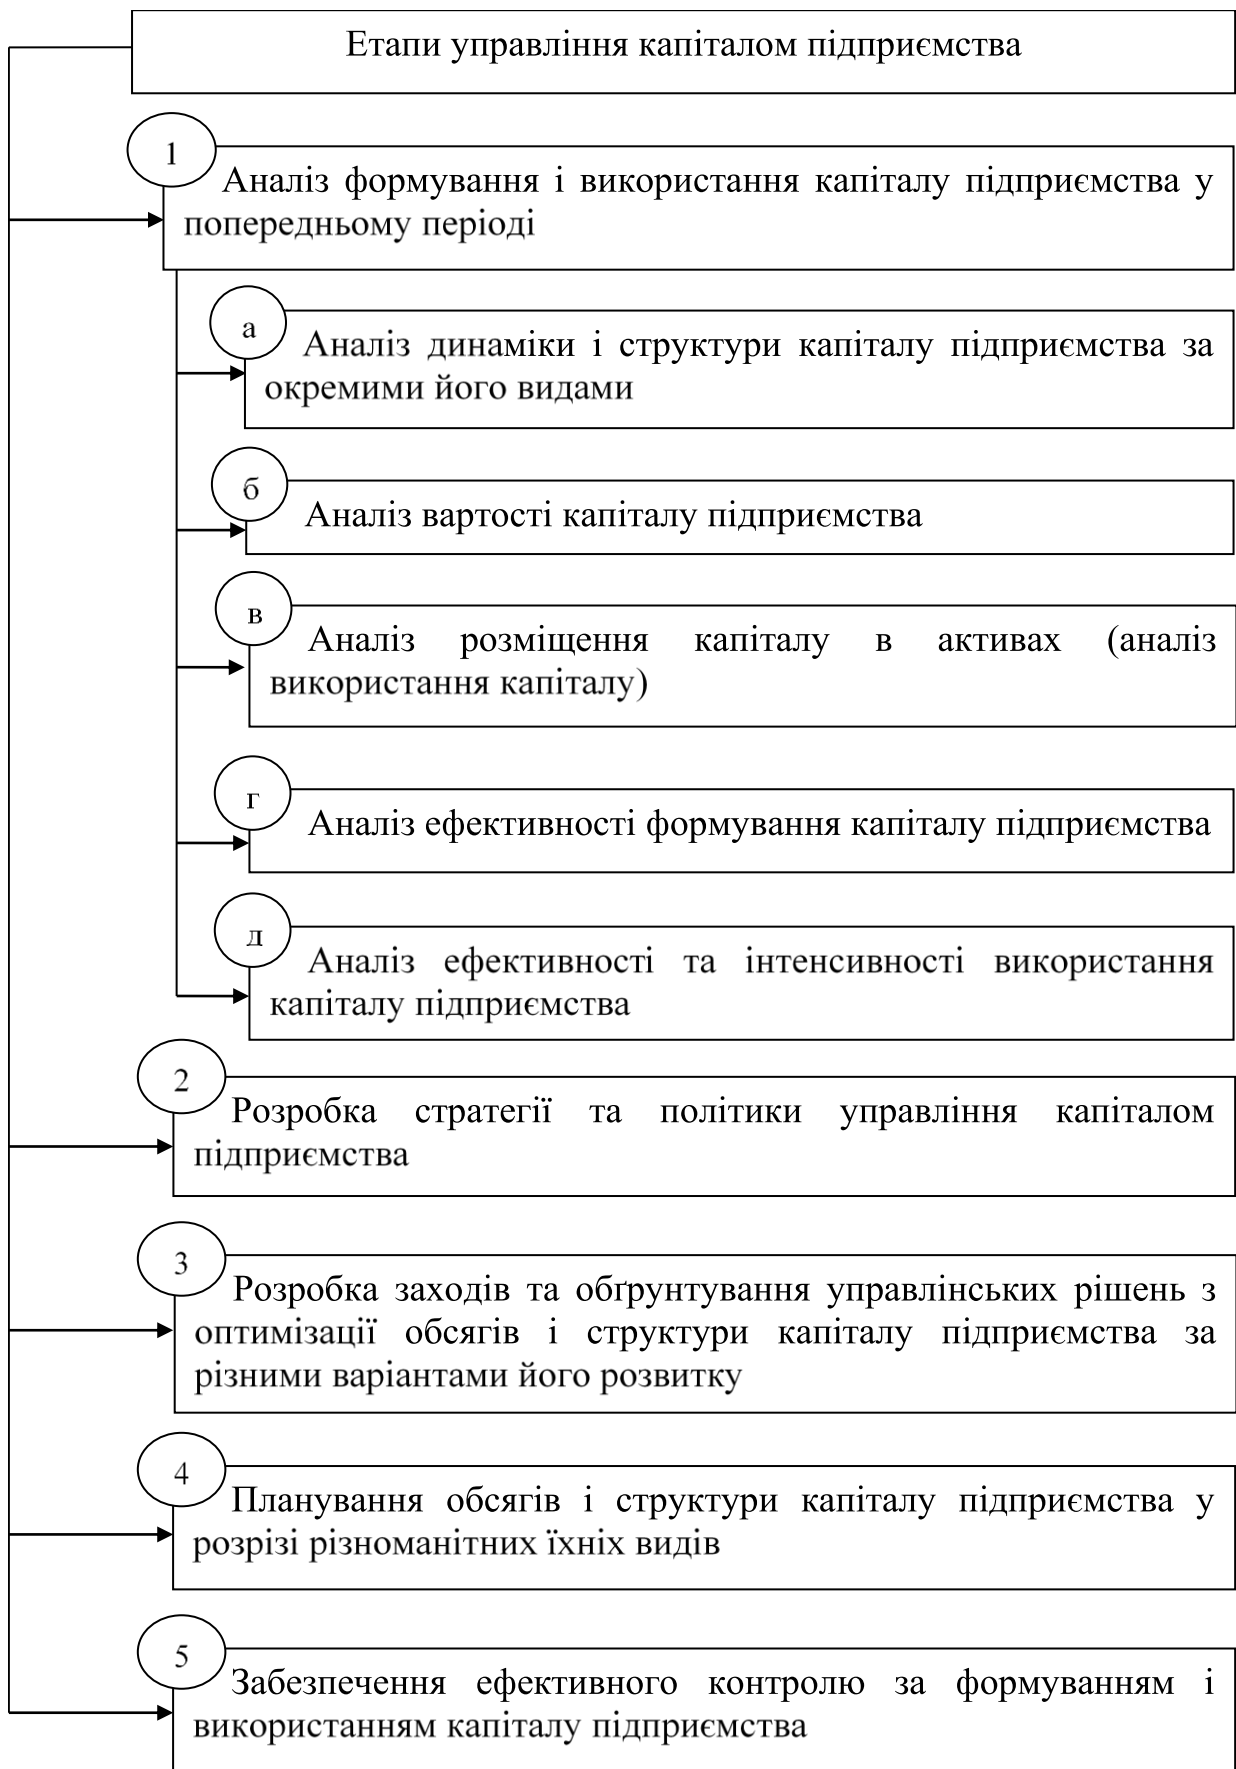 Етапи управління капіталом підприємства
1
Аналіз формування і використання капіталу підприємства у
попередньому періоді
а
Аналіз динаміки і структури капіталу підприємства за
окремими його видами
б
Аналіз вартості капіталу підприємства
в
Аналіз розміщення капіталу в активах (аналіз
використання капіталу)
г
Аналіз ефективності формування капіталу підприємства
д
Аналіз ефективності та інтенсивності використання
капіталу підприємства
2
Розробка стратегії та політики управління капіталом
підприємства
3
Розробка заходів та обґрунтування управлінських рішень з
оптимізації обсягів і структури капіталу підприємства за
різними варіантами його розвитку
4
Планування обсягів і структури капіталу підприємства у
розрізі різноманітних їхніх видів
5
Забезпечення ефективного контролю за формуванням і
використанням капіталу підприємства